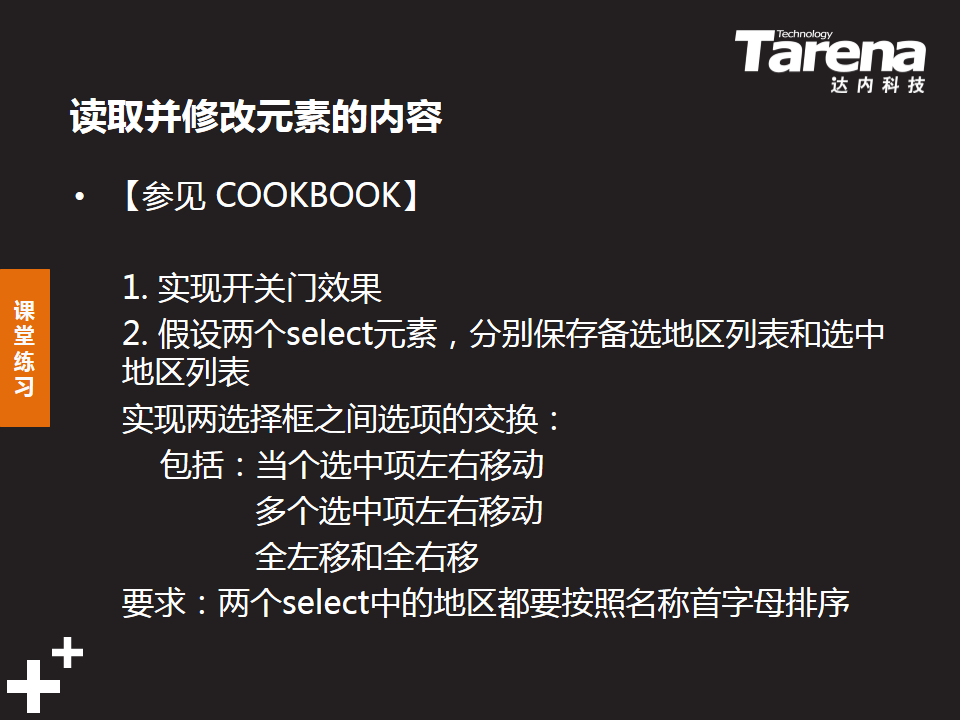 Technology
Tarena
达内科技
读取并修改元素的内容
• 【参见 COOKBOOK】
1. 实现开关门效果
2. 假设两个select元素，分别保存备选地区列表和选中
地区列表
课堂练习
实现两选择框之间选项的交换：
包括：当个选中项左右移动
多个选中项左右移动
全左移和全右移
要求：两个select中的地区都要按照名称首字母排序